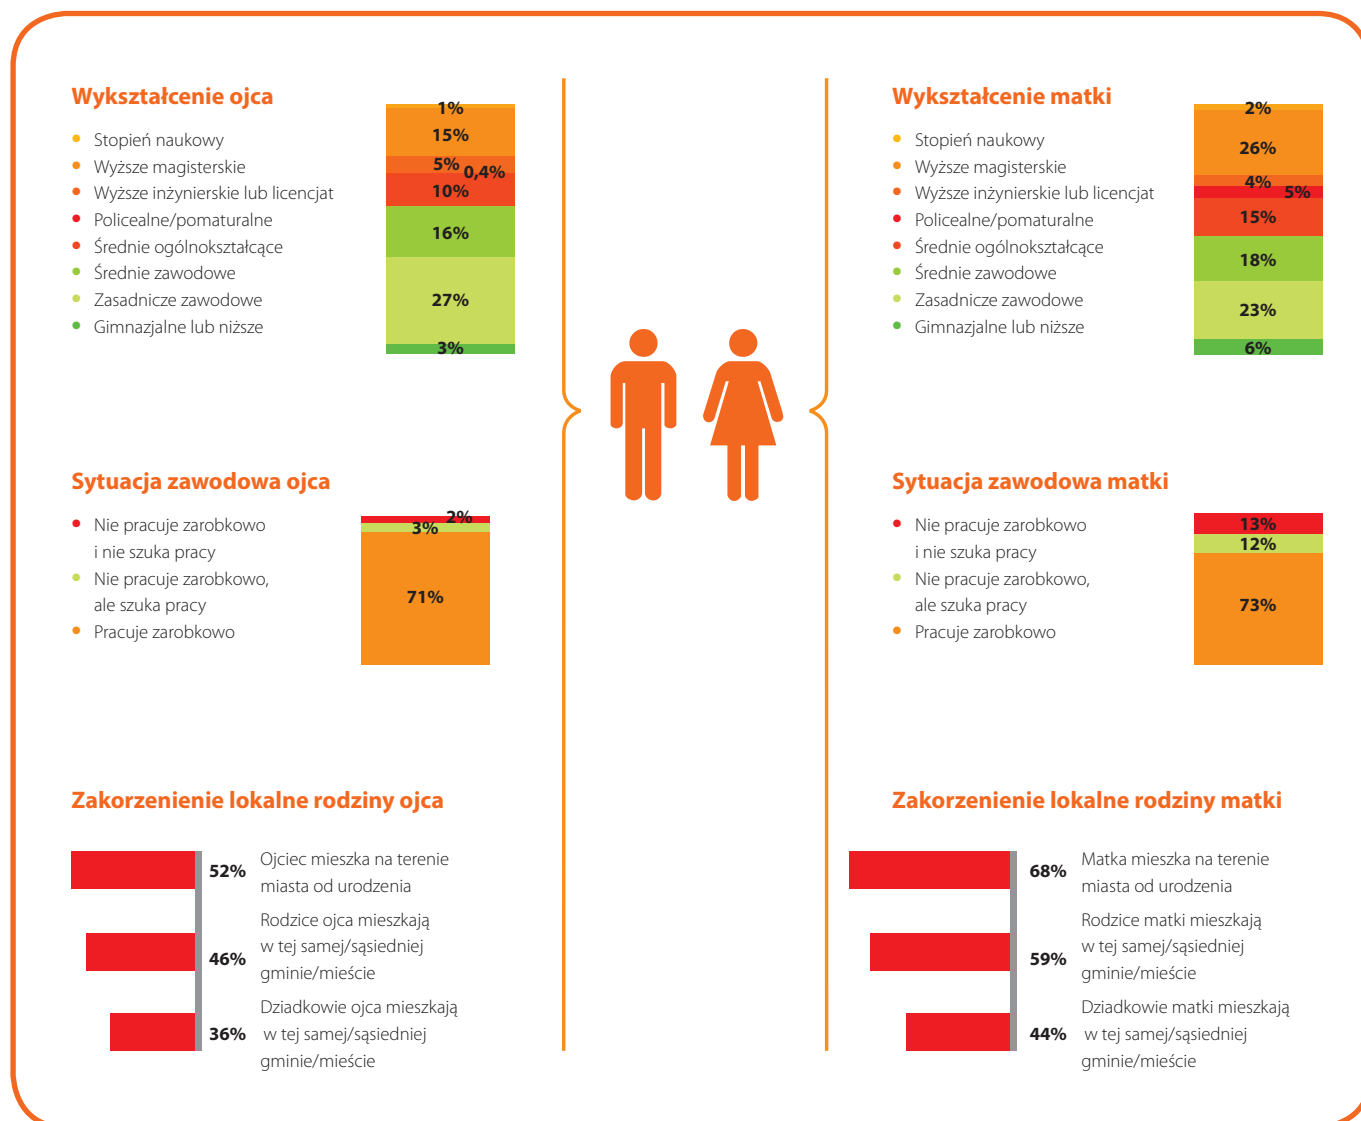 Wykształcenie ojca
Stopień naukowy
Wyższe magisterskie
Wyższe inżynierskie lub licencjat
Policealne/pomaturalne
Średnie ogólnokształcące
Średnie zawodowe
Zasadnicze zawodowe
Gimnazjalne lub niższe
1%
15%
5%
0,4%
10%
16%
27%
3%
Wykształcenie matki
Stopień naukowy
Wyższe magisterskie
Wyższe inżynierskie lub licencjat
Policealne/pomaturalne
Średnie ogólnokształcące
Średnie zawodowe
Zasadnicze zawodowe
Gimnazjalne lub niższe
2%
26%
4%
5%
15%
18%
23%
6%
Sytuacja zawodowa ojca
Nie pracuje zarobkowo
i nie szuka pracy
Nie pracuje zarobkowo,
ale szuka pracy
Pracuje zarobkowo
2%
3%
71%
Sytuacja zawodowa matki
Nie pracuje zarobkowo
i nie szuka pracy
Nie pracuje zarobkowo,
ale szuka pracy
Pracuje zarobkowo
13%
12%
73%
Zakorzenienie lokalne rodziny ojca
52%
Ojciec mieszka na terenie
miasta od urodzenia
46%
Rodzice ojca mieszkają
w tej samej/sąsiedniej
gminie/mieście
36%
Dziadkowie ojca mieszkają
w tej samej/sąsiedniej
gminie/mieście
Zakorzenienie lokalne rodziny matki
68%
Matka mieszka na terenie
miasta od urodzenia
59%
Rodzice matki mieszkają
w tej samej/sąsiedniej
gminie/mieście
44%
Dziadkowie matki mieszkają
w tej samej/sąsiedniej
gminie/mieście